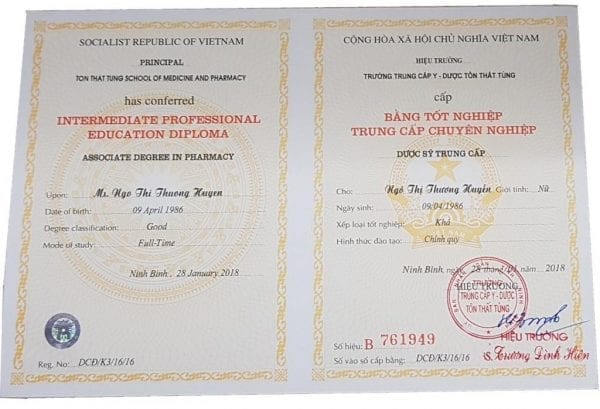 SOCIALIST REPUBLIC OF VIETNAM
PRINCIPAL
TON THAT TUNG SCHOOL OF MEDICINE AND PHARMACY
has conferred
INTERMEDIATE PROFESSIONAL
EDUCATION DIPLOMA
ASSOCIATE DEGREE IN PHARMACY
Upon: Ms. Ngo Thi Thuong Huyen
Date of birth: 09 April 1986
Degree classification: Good
Mode of study: Full-Time
Ninh Binh, 28 January 2018
Reg. No: DCĐ/K3/16/16
CỘNG HÒA XÃ HỘI CHỦ NGHĨA VIỆT NAM
HIỆU TRƯỞNG
TRƯỜNG TRUNG CẤP Y - DƯỢC TÔN THẤT TÙNG
cấp
BẰNG TỐT NGHIỆP
TRUNG CẤP CHUYÊN NGHIỆP
DƯỢC SỸ TRUNG CẤP
Cho: Ngô Thị Thương Huyền Giới tính: Nữ
Ngày sinh: 09/04/1986
Xếp loại tốt nghiệp: Khá
Hình thức đào tạo: Chính quy
Ninh Bình, ngày 28 tháng 01 năm 2018
HIỆU TRƯỞNG
TRƯỜNG
TRUNG CẤP Y - DƯỢC
TÔN THẤT TÙNG
HIỆU TRƯỞNG
Số hiệu: B 761949
Số vào sổ cấp bằng: DCĐ/K3/16/16
S. Trương Đình Hiên